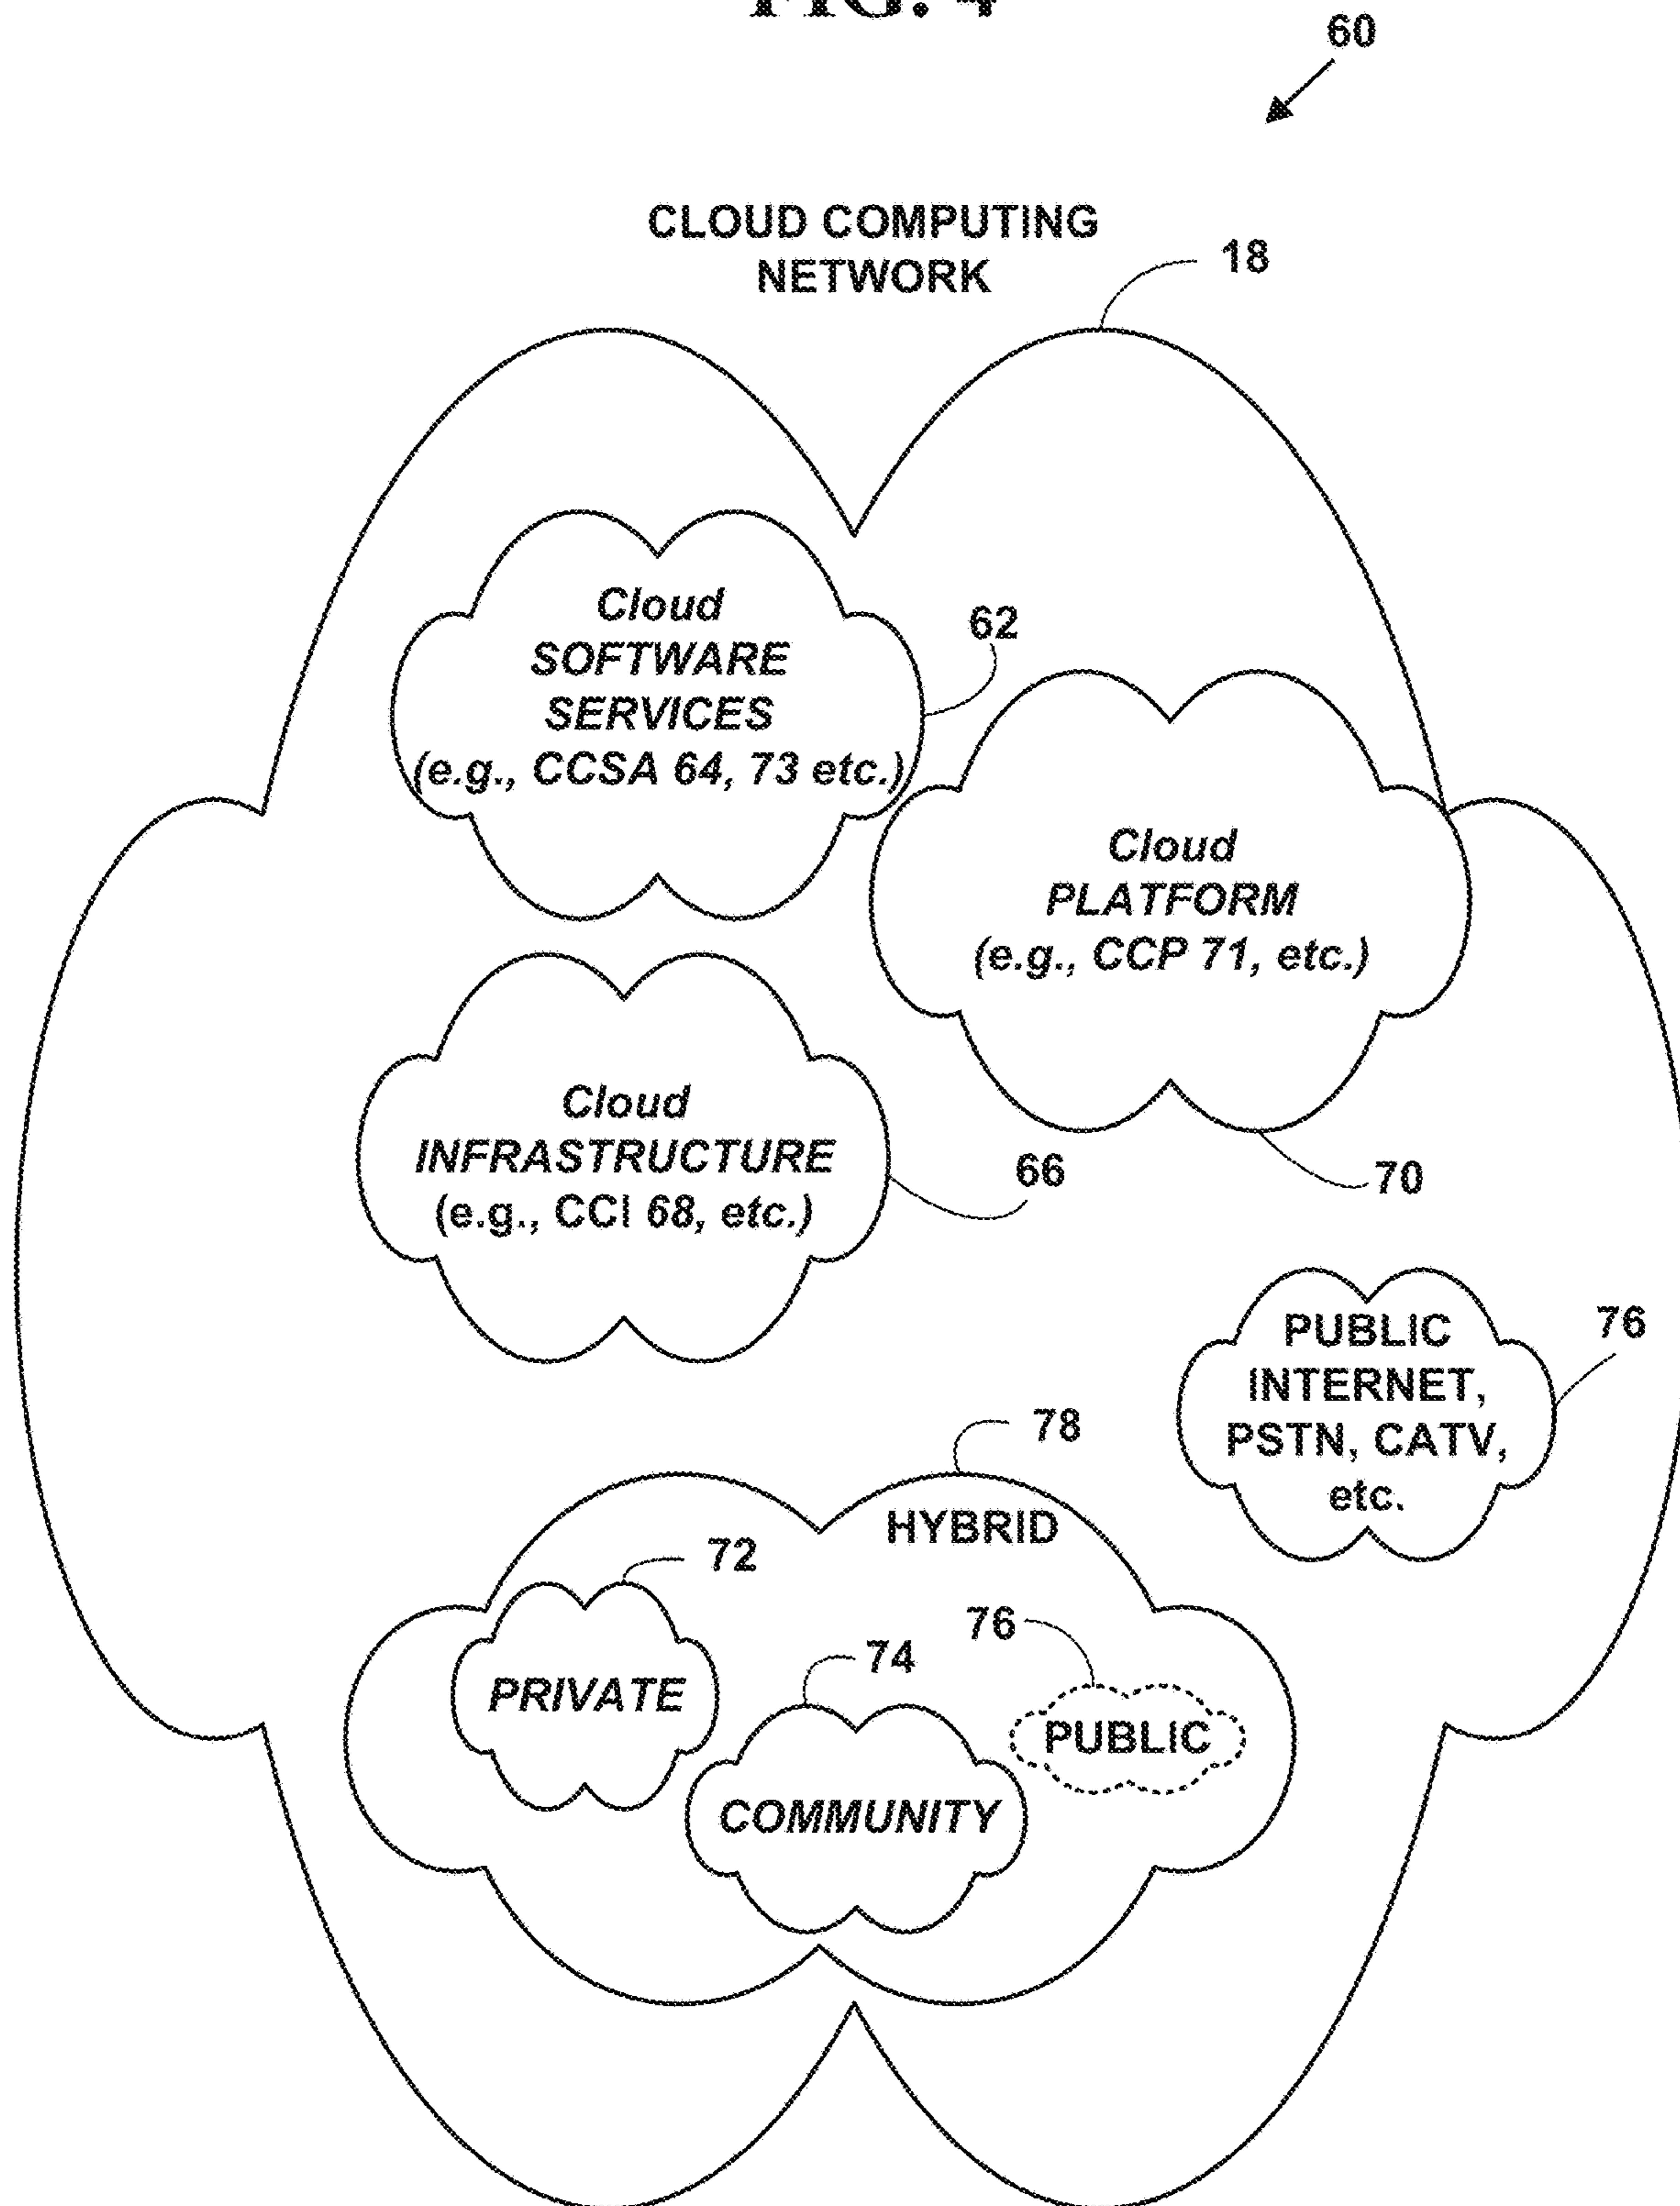 FIG. 4
60
CLOUD COMPUTING
NETWORK
18
Cloud
SOFTWARE
SERVICES
(e.g., CCSA 64, 73 etc.)
62
Cloud
PLATFORM
(e.g., CCP 71, etc.)
70
Cloud
INFRASTRUCTURE
(e.g., CCI 68, etc.)
66
PUBLIC
INTERNET,
PSTN, CATV,
etc.
76
78
HYBRID
72
PRIVATE
74
COMMUNITY
76
PUBLIC